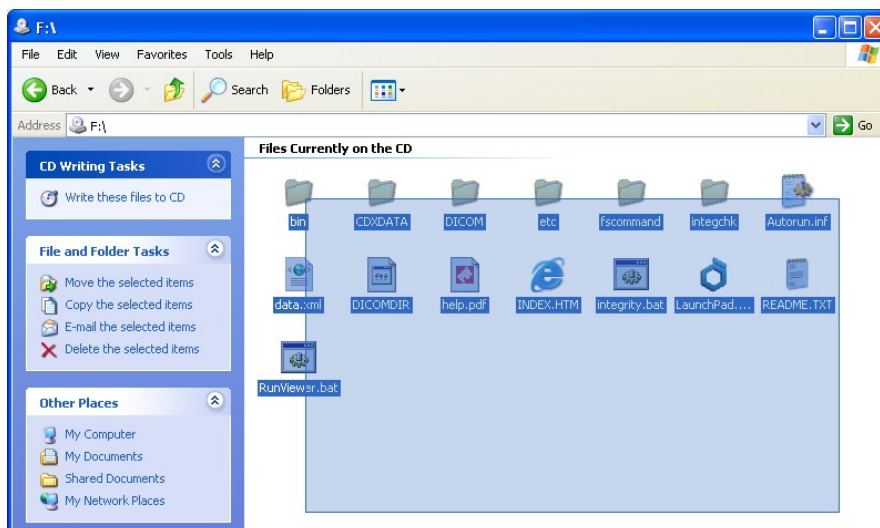 F:\
File Edit View Favorites Tools Help
Back Search Folders
Address F:\ Go
Files Currently on the CD
CD Writing Tasks
Write these files to CD
File and Folder Tasks
Move the selected items
Copy the selected items
E-mail the selected items
Delete the selected items
Other Places
My Computer
My Documents
Shared Documents
My Network Places
bin CDXDATA DICOM etc fscommand integchk Autorun.inf
data.xml DICOMDIR help.pdf INDEX.HTM integrity.bat LaunchPad.... README.TXT
RunViewer.bat